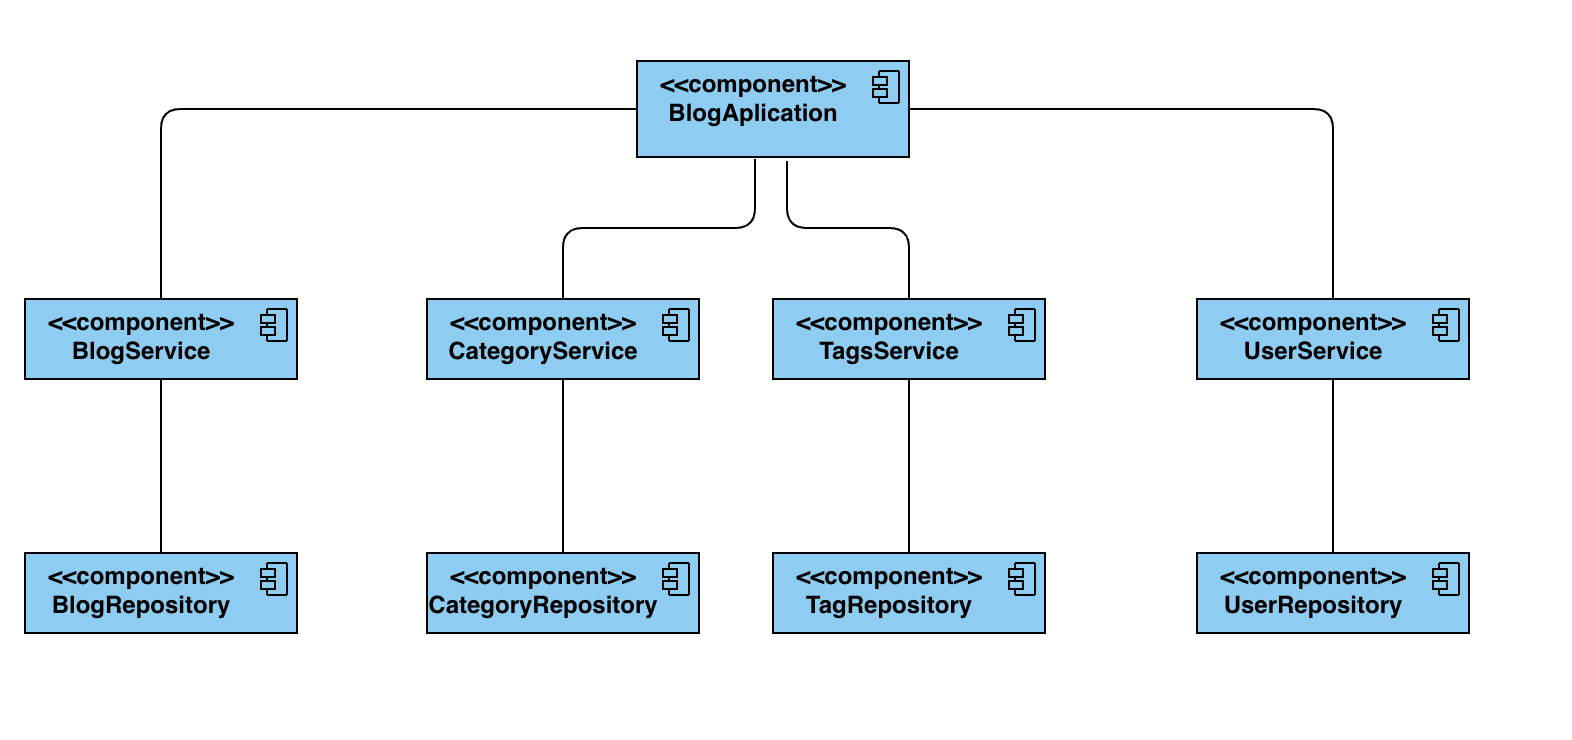 <<component>>
BlogAplication
<<component>>
BlogService
<<component>>
CategoryService
<<component>>
TagsService
<<component>>
UserService
<<component>>
BlogRepository
<<component>>
CategoryRepository
<<component>>
TagRepository
<<component>>
UserRepository